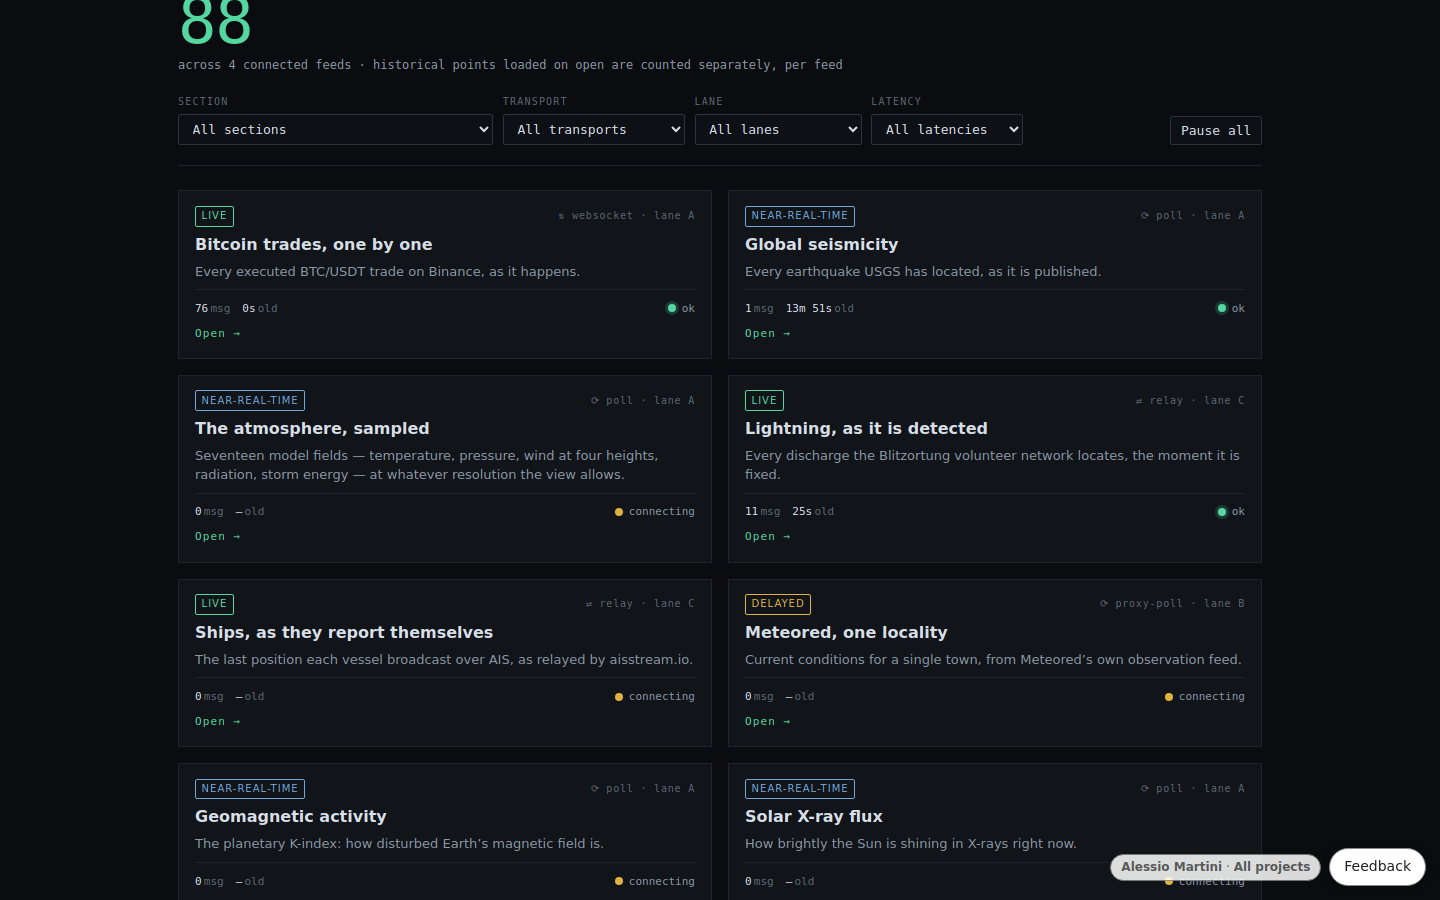 88
across 4 connected feeds · historical points loaded on open are counted separately, per feed
SECTION
All sections
TRANSPORT
All transports
LANE
All lanes
LATENCY
All latencies
Pause all
LIVE
⇅ websocket · lane A
Bitcoin trades, one by one
Every executed BTC/USDT trade on Binance, as it happens.
76 msg 0s old
ok
Open →
NEAR-REAL-TIME
⟳ poll · lane A
Global seismicity
Every earthquake USGS has located, as it is published.
1 msg 13m 51s old
ok
Open →
NEAR-REAL-TIME
⟳ poll · lane A
The atmosphere, sampled
Seventeen model fields — temperature, pressure, wind at four heights,
radiation, storm energy — at whatever resolution the view allows.
0 msg – old
connecting
Open →
LIVE
⇄ relay · lane C
Lightning, as it is detected
Every discharge the Blitzortung volunteer network locates, the moment it is
fixed.
11 msg 25s old
ok
Open →
LIVE
⇄ relay · lane C
Ships, as they report themselves
The last position each vessel broadcast over AIS, as relayed by aisstream.io.
0 msg – old
connecting
Open →
DELAYED
⟳ proxy-poll · lane B
Meteored, one locality
Current conditions for a single town, from Meteored’s own observation feed.
0 msg – old
connecting
Open →
NEAR-REAL-TIME
⟳ poll · lane A
Geomagnetic activity
The planetary K-index: how disturbed Earth’s magnetic field is.
0 msg – old
connecting
NEAR-REAL-TIME
⟳ poll · lane A
Solar X-ray flux
How brightly the Sun is shining in X-rays right now.
0 msg – old
connecting
Alessio Martini · All projects
Feedback